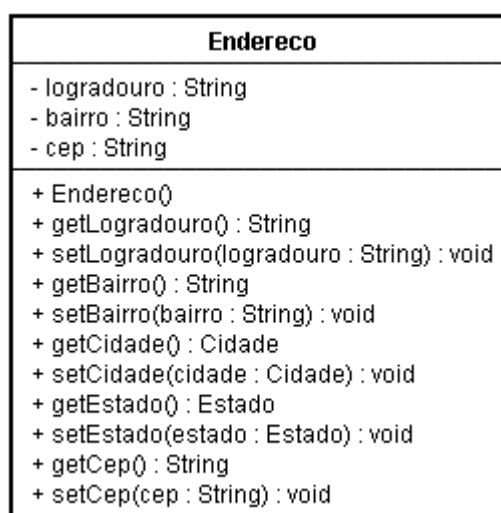 Endereco
- logradouro : String
- bairro : String
- cep : String
+ Endereco()
+ getLogradouro() : String
+ setLogradouro(logradouro : String) : void
+ getBairro() : String
+ setBairro(bairro : String) : void
+ getCidade() : Cidade
+ setCidade(cidade : Cidade) : void
+ getEstado() : Estado
+ setEstado(estado : Estado) : void
+ getCep() : String
+ setCep(cep : String) : void